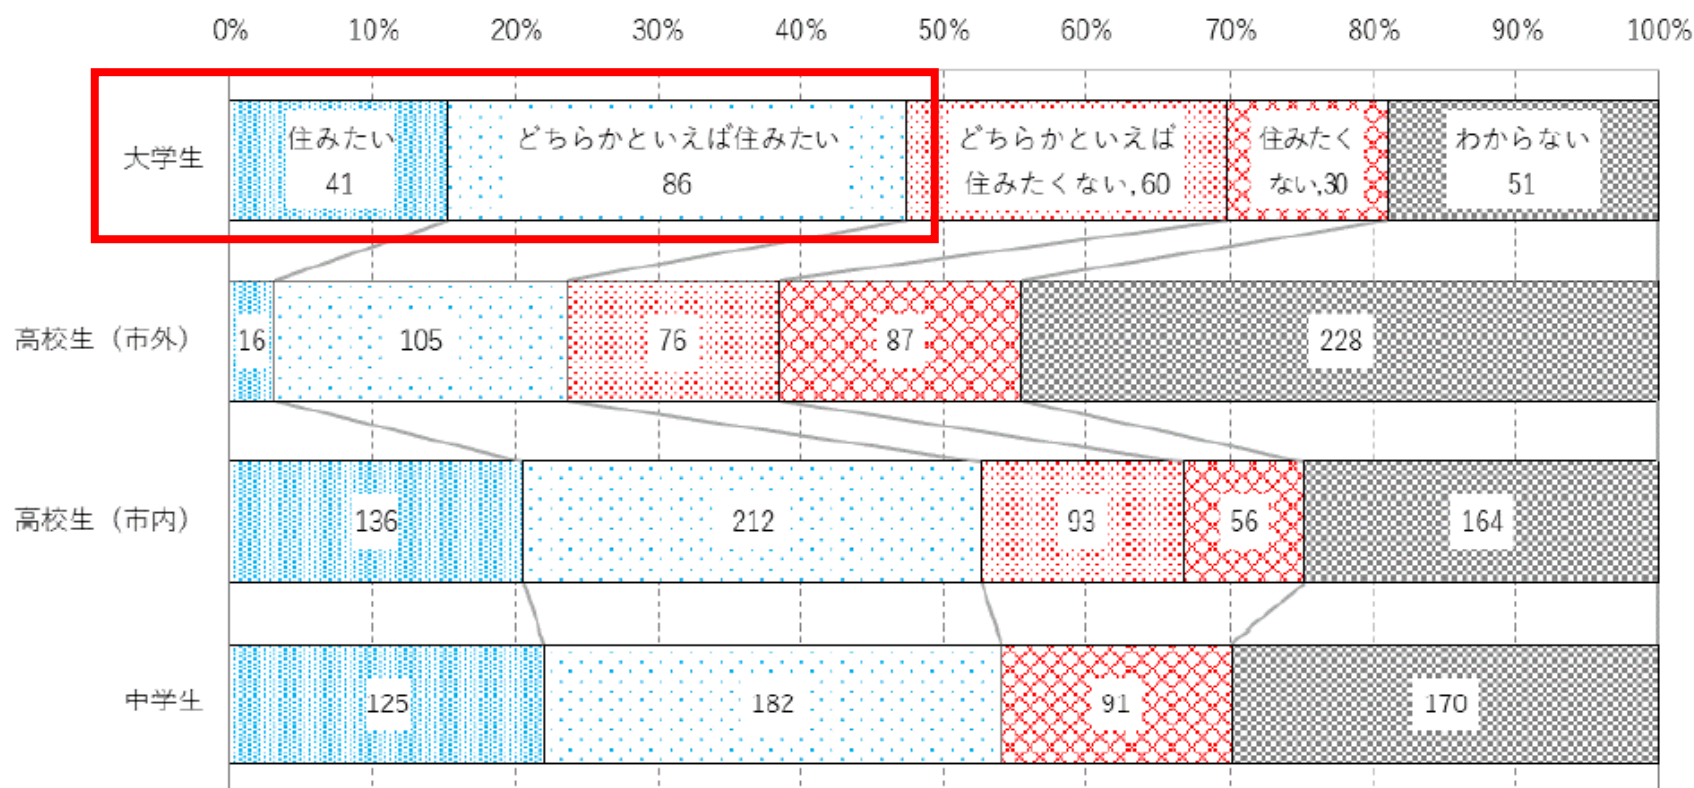 0% 10% 20% 30% 40% 50% 60% 70% 80% 90% 100%
大学生
住みたい
41
どちらかといえば住みたい
86
どちらかといえば
住みたくない,60
住みたく
ない,30
わからない
51
高校生（市外） 16 105 76 87 228
高校生（市内） 136 212 93 56 164
中学生 125 182 91 170